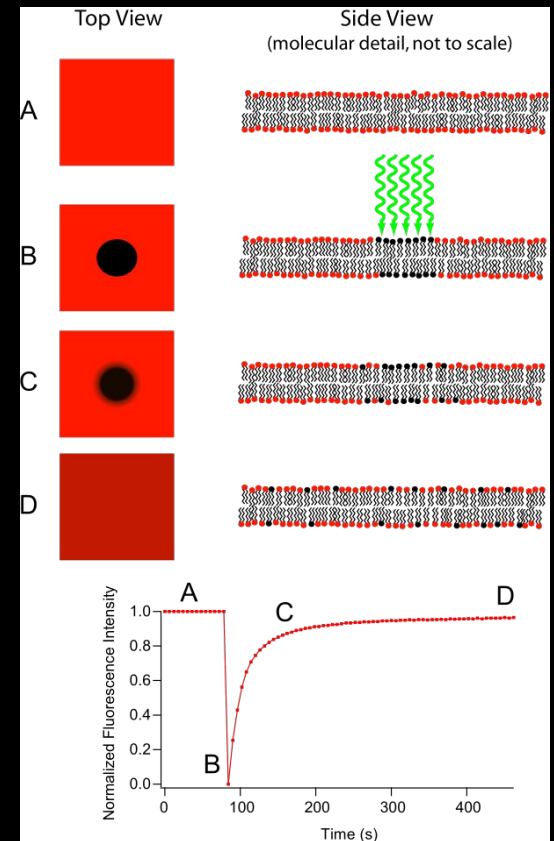 Top View
Side View
(molecular detail, not to scale)
A
B
C
D
A
C
D
B
Normalized Fluorescence Intensity
1.0
0.8
0.6
0.4
0.2
0.0
0
100
200
300
400
Time (s)